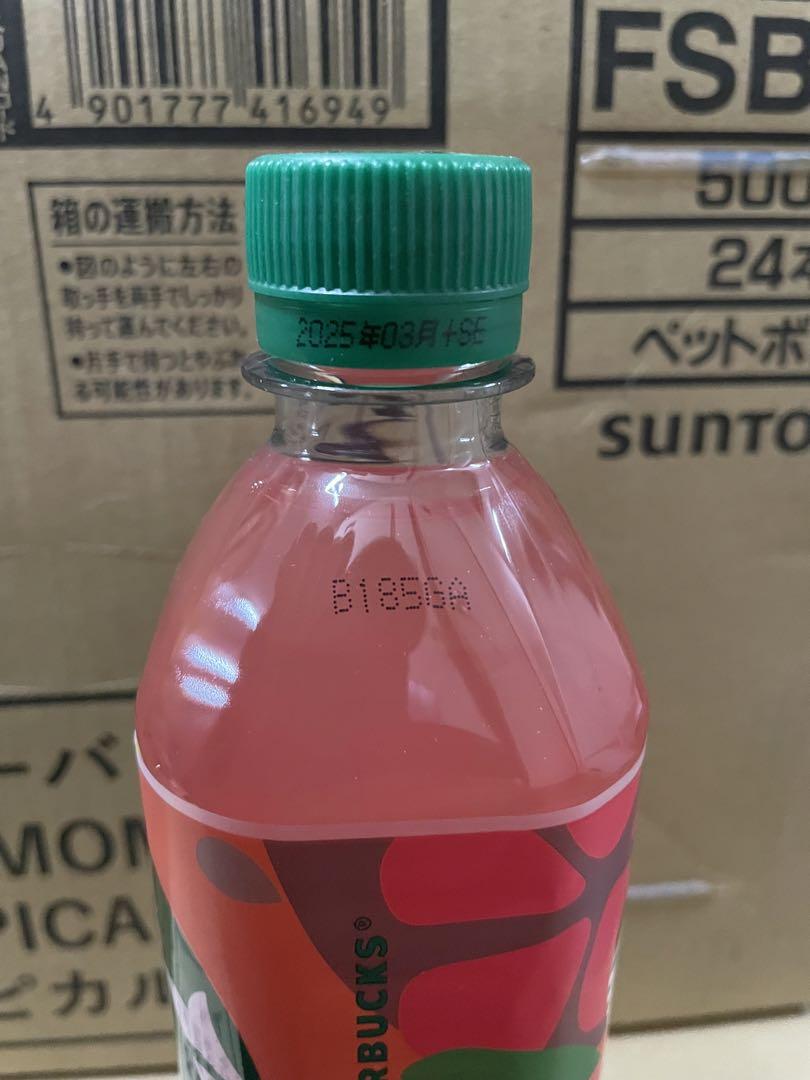 4 901777 416949
FSB
500
24本
ペットボ
SUNTO
箱の運搬方法
•図のように左右の
取っ手を両手でしっかり
持って運んでください。
•片手で持つとやぶれ
る可能性があります。
2025年03月+SE
B185GA
ーバ
MOM
PICA
ピカル
RBUCKS®